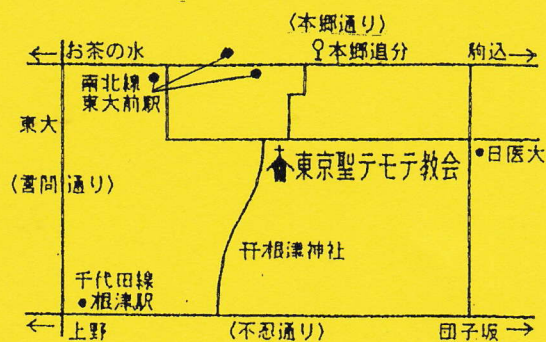 〈本郷通り〉
← お茶の水
本郷追分
駒込 →
南北線
東大前駅
東大
東京聖テモテ教会
日医大
〈言問通り〉
根津神社
千代田線
根津駅
← 上野
〈不忍通り〉
団子坂 →